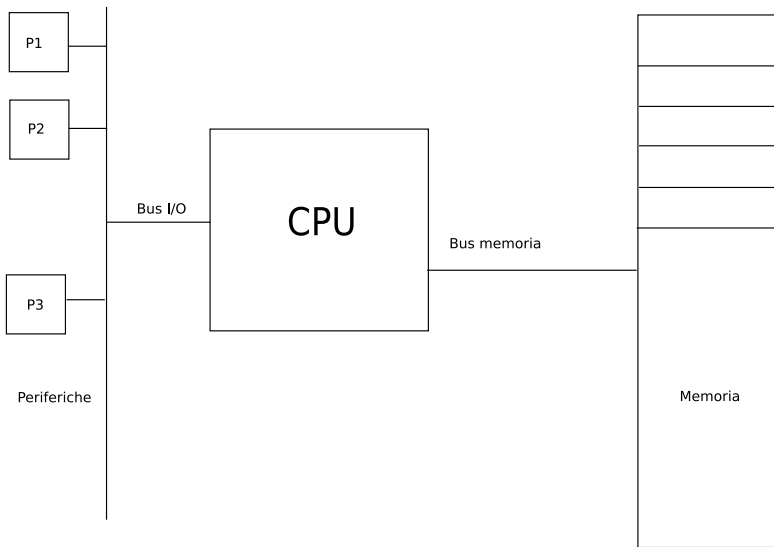 P1
P2
Bus I/O
CPU
Bus memoria
P3
Periferiche
Memoria